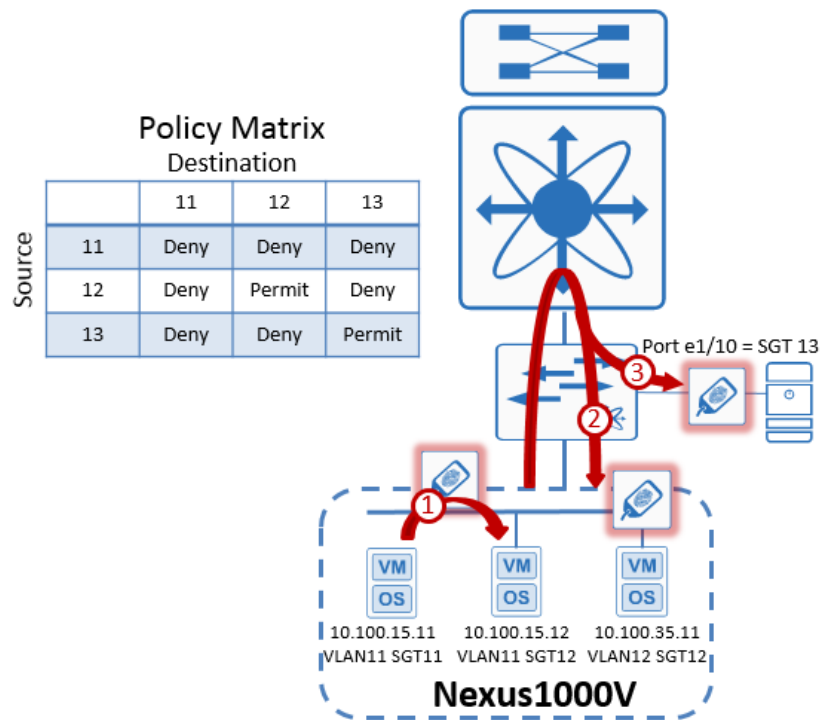 Policy Matrix
Destination
11 12 13
Source
11 Deny Deny Deny
12 Deny Permit Deny
13 Deny Deny Permit
Port e1/10 = SGT 13
3
2
1
VM VM VM
OS OS OS
10.100.15.11 10.100.15.12 10.100.35.11
VLAN11 SGT11 VLAN11 SGT12 VLAN12 SGT12
Nexus1000V